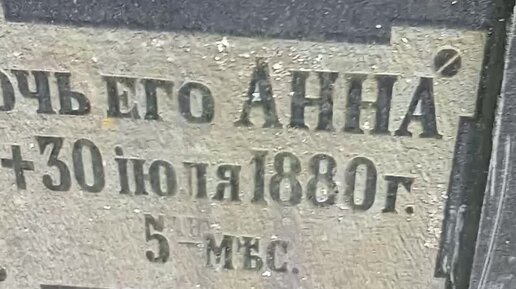 ОЧЬ ЕГО АННА
+30 іюля 1880 г.
5-мѣс.